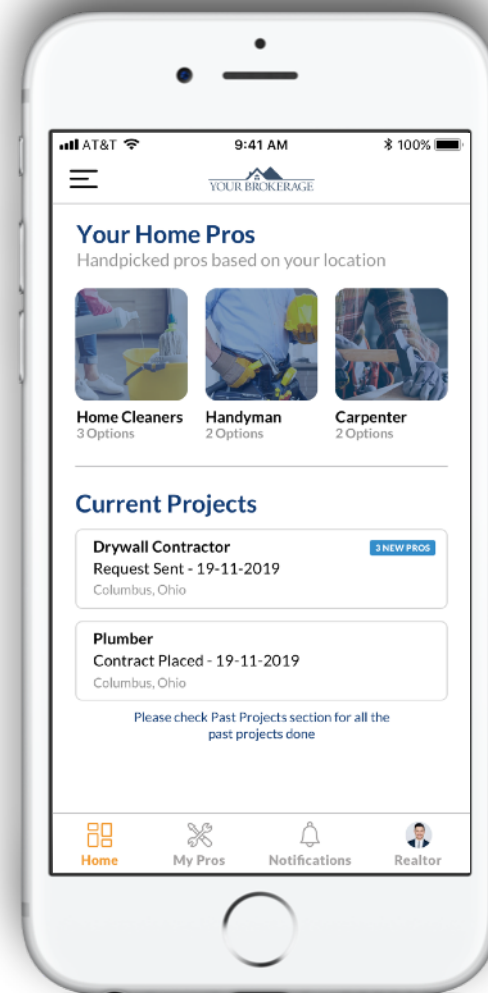 AT&T
9:41 AM
100%
YOUR BROKERAGE
Your Home Pros
Handpicked pros based on your location
Home Cleaners
3 Options
Handyman
2 Options
Carpenter
2 Options
Current Projects
Drywall Contractor
3 NEW PROS
Request Sent - 19-11-2019
Columbus, Ohio
Plumber
Contract Placed - 19-11-2019
Columbus, Ohio
Please check Past Projects section for all the
past projects done
Home
My Pros
Notifications
Realtor